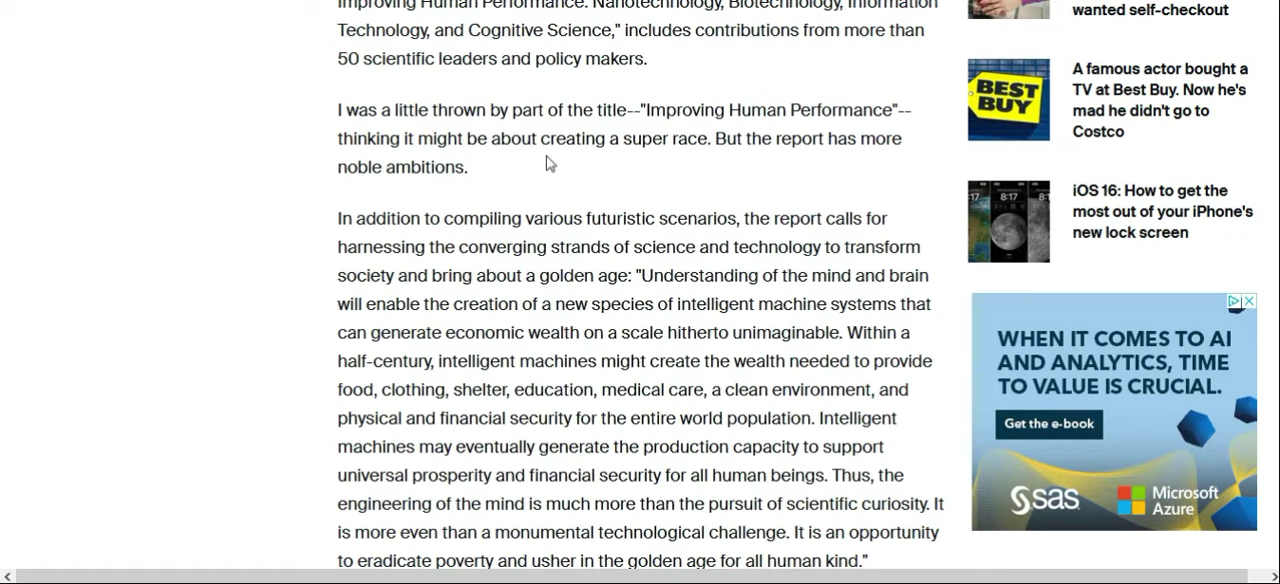 Improving Human Performance: Nanotechnology, Biotechnology, Information
Technology, and Cognitive Science," includes contributions from more than
50 scientific leaders and policy makers.
I was a little thrown by part of the title--"Improving Human Performance"--
thinking it might be about creating a super race. But the report has more
noble ambitions.
In addition to compiling various futuristic scenarios, the report calls for
harnessing the converging strands of science and technology to transform
society and bring about a golden age: "Understanding of the mind and brain
will enable the creation of a new species of intelligent machine systems that
can generate economic wealth on a scale hitherto unimaginable. Within a
half-century, intelligent machines might create the wealth needed to provide
food, clothing, shelter, education, medical care, a clean environment, and
physical and financial security for the entire world population. Intelligent
machines may eventually generate the production capacity to support
universal prosperity and financial security for all human beings. Thus, the
engineering of the mind is much more than the pursuit of scientific curiosity. It
is more even than a monumental technological challenge. It is an opportunity
to eradicate poverty and usher in the golden age for all human kind."
wanted self-checkout
BEST
BUY
A famous actor bought a
TV at Best Buy. Now he's
mad he didn't go to
Costco
:17
8:17
8:1
iOS 16: How to get the
most out of your iPhone's
new lock screen
WHEN IT COMES TO AI
AND ANALYTICS, TIME
TO VALUE IS CRUCIAL.
Get the e-book
sas
Microsoft
Azure